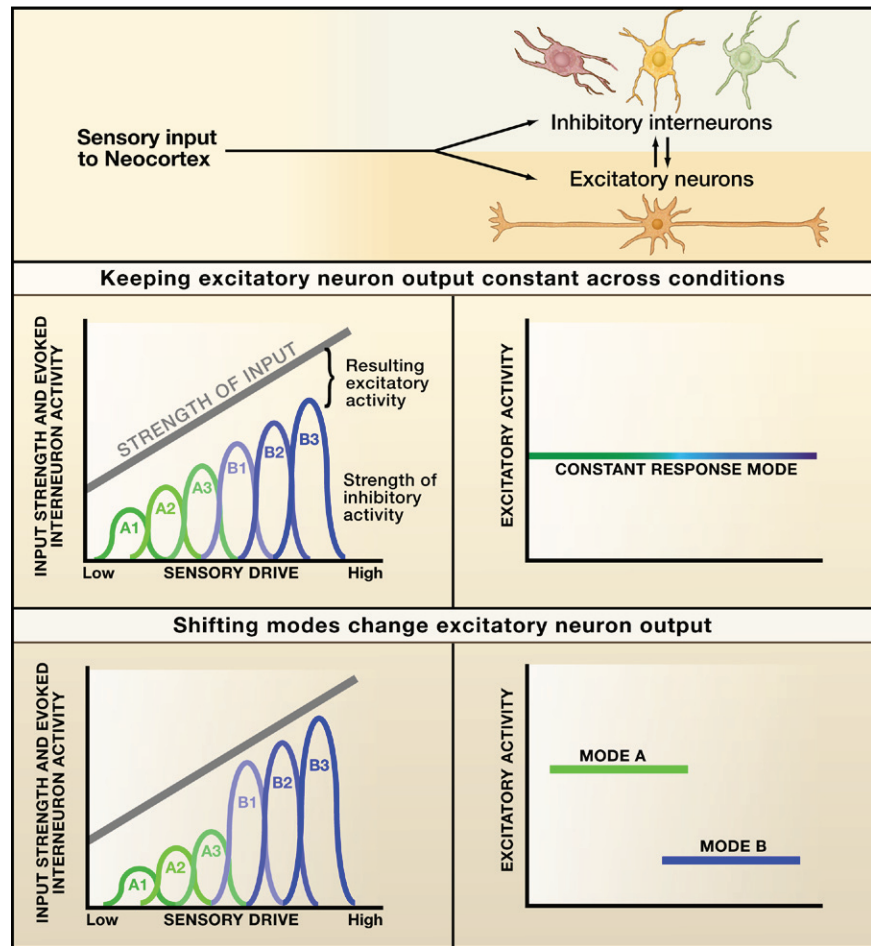 Sensory input
to Neocortex
Inhibitory interneurons
Excitatory neurons
Keeping excitatory neuron output constant across conditions
INPUT STRENGTH AND EVOKED
INTERNEURON ACTIVITY
STRENGTH OF INPUT
Resulting
excitatory
activity
Strength of
inhibitory
activity
A1
A2
A3
B1
B2
B3
Low
SENSORY DRIVE
High
EXCITATORY ACTIVITY
CONSTANT RESPONSE MODE
Shifting modes change excitatory neuron output
INPUT STRENGTH AND EVOKED
INTERNEURON ACTIVITY
A1
A2
A3
B1
B2
B3
Low
SENSORY DRIVE
High
EXCITATORY ACTIVITY
MODE A
MODE B